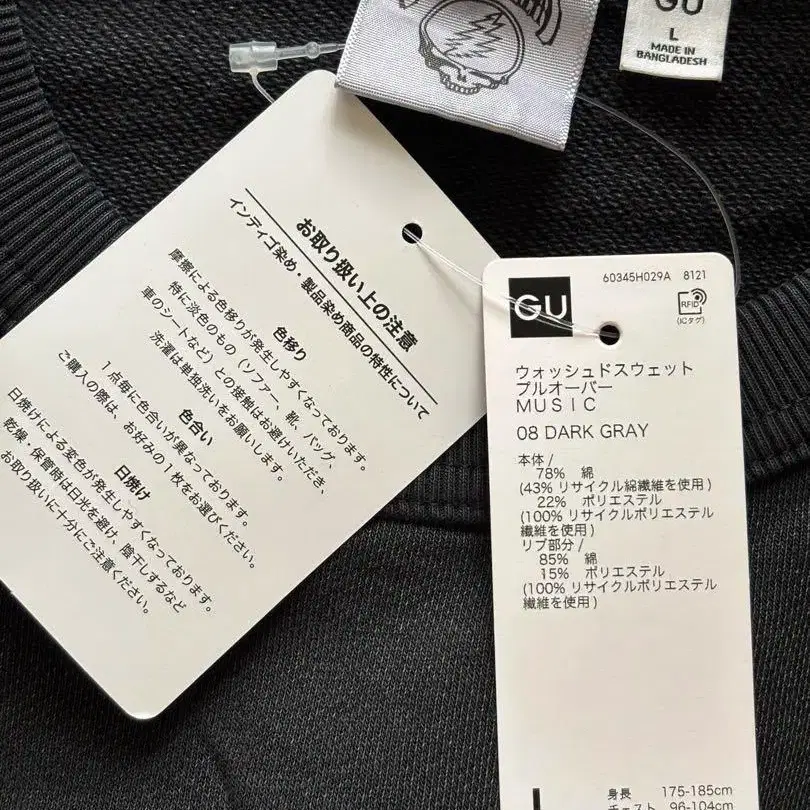 GU
L
MADE IN
BANGLADESH
お取り扱い上の注意
インディゴ染め・製品染め商品の特性について
色移り
摩擦による色移りが発生しやすくなっております。
特に淡色のもの（ソファー、靴、バッグ、
車のシートなど）との接触はお避けいただき、
洗濯は単独洗いをお願いします。
色合い
1点毎に色合いが異なっております。
ご購入の際は、お好みの1枚をお選びください。
日焼け
日焼けによる変色が発生しやすくなっております。
乾燥・保管時は日光を避け、陰干しするなど
お取り扱いに十分にご注意ください。
GU
60345H029A 8121
RFID
(ICタグ)
ウォッシュドスウェット
プルオーバー
MUSIC
08 DARK GRAY
本体 /
78% 綿
(43% リサイクル綿繊維を使用)
22% ポリエステル
(100% リサイクルポリエステル
繊維を使用)
リブ部分 /
85% 綿
15% ポリエステル
(100% リサイクルポリエステル
繊維を使用)
L
身長 175-185cm
チェスト 96-104cm